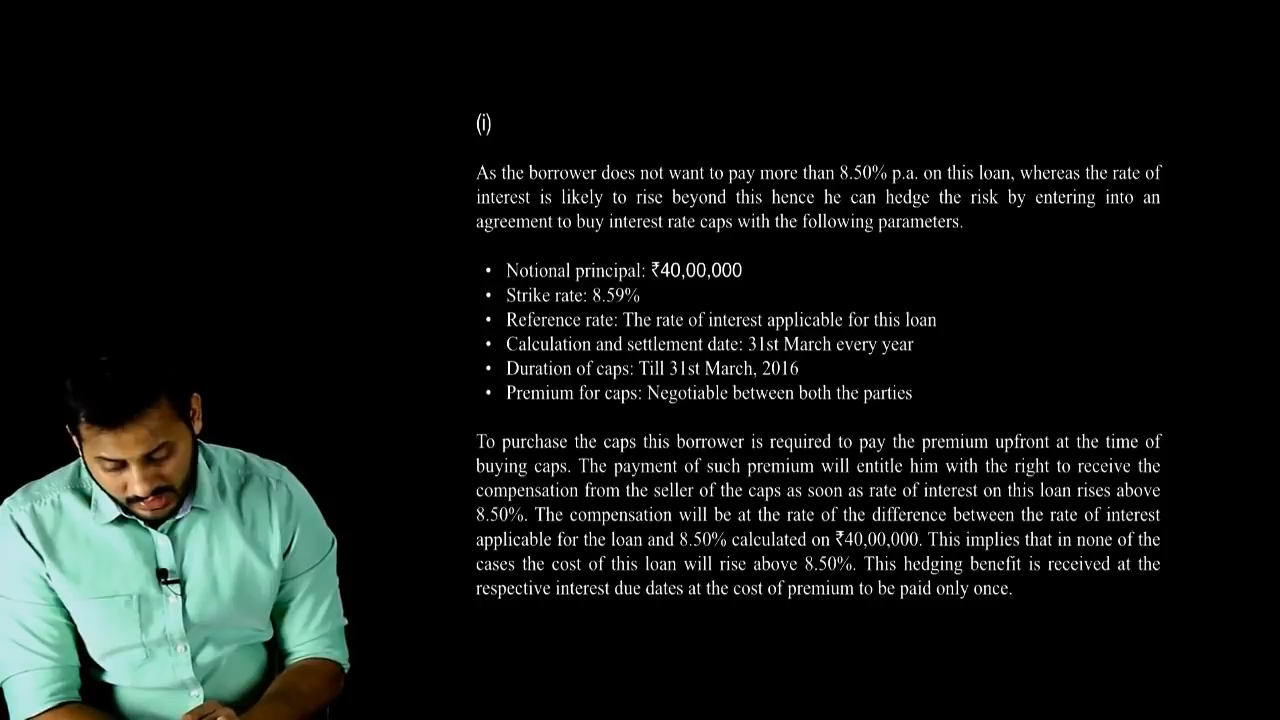 (i)
As the borrower does not want to pay more than 8.50% p.a. on this loan, whereas the rate of
interest is likely to rise beyond this hence he can hedge the risk by entering into an
agreement to buy interest rate caps with the following parameters.
• Notional principal: ₹40,00,000
• Strike rate: 8.59%
• Reference rate: The rate of interest applicable for this loan
• Calculation and settlement date: 31st March every year
• Duration of caps: Till 31st March, 2016
• Premium for caps: Negotiable between both the parties
To purchase the caps this borrower is required to pay the premium upfront at the time of
buying caps. The payment of such premium will entitle him with the right to receive the
compensation from the seller of the caps as soon as rate of interest on this loan rises above
8.50%. The compensation will be at the rate of the difference between the rate of interest
applicable for the loan and 8.50% calculated on ₹40,00,000. This implies that in none of the
cases the cost of this loan will rise above 8.50%. This hedging benefit is received at the
respective interest due dates at the cost of premium to be paid only once.